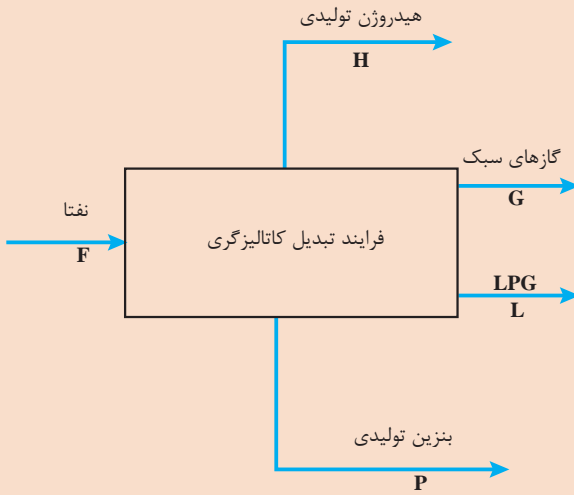 هیدروژن تولیدی
H
گازهای سبک
G
نفتا
F
فرایند تبدیل کاتالیزگری
LPG
L
بنزین تولیدی
P